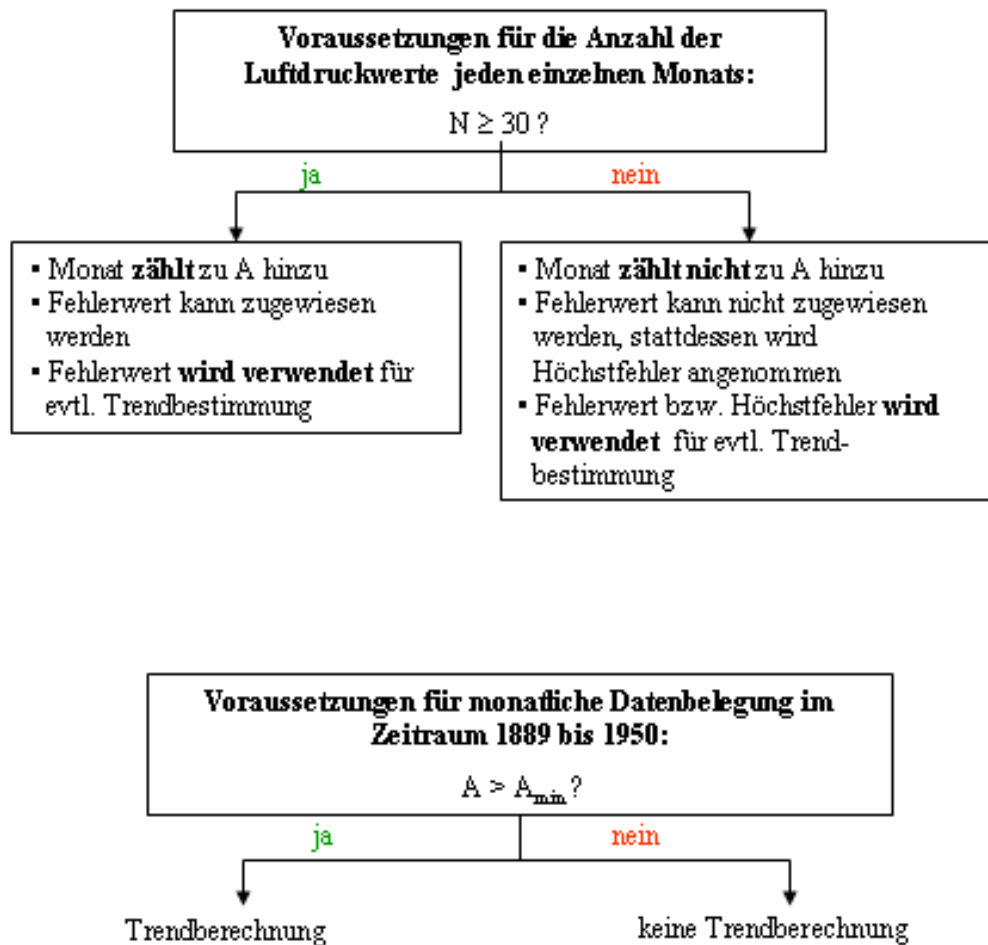 Voraussetzungen für die Anzahl der
Luftdruckwerte jeden einzelnen Monats:
N ≥ 30 ?
ja
nein
▪ Monat zählt zu A hinzu
▪ Fehlerwert kann zugewiesen
werden
▪ Fehlerwert wird verwendet für
evtl. Trendbestimmung
▪ Monat zählt nicht zu A hinzu
▪ Fehlerwert kann nicht zugewiesen
werden, stattdessen wird
Höchstfehler angenommen
▪ Fehlerwert bzw. Höchstfehler wird
verwendet für evtl. Trend-
bestimmung
Voraussetzungen für monatliche Datenbelegung im
Zeitraum 1889 bis 1950:
A > Amin ?
ja
nein
Trendberechnung
keine Trendberechnung